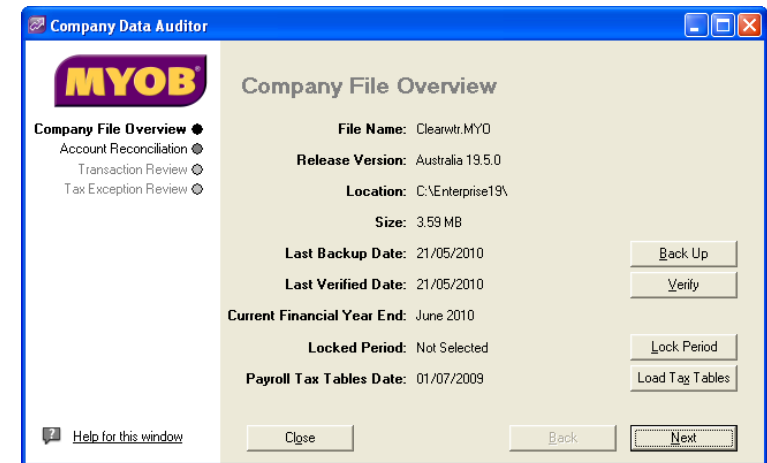 Company Data Auditor
MYOB
Company File Overview
Account Reconciliation
Transaction Review
Tax Exception Review
Help for this window
Company File Overview
File Name: Clearwtr.MYO
Release Version: Australia 19.5.0
Location: C:\Enterprise19\
Size: 3.59 MB
Last Backup Date: 21/05/2010 Back Up
Last Verified Date: 21/05/2010 Verify
Current Financial Year End: June 2010
Locked Period: Not Selected Lock Period
Payroll Tax Tables Date: 01/07/2009 Load Tax Tables
Close Back Next